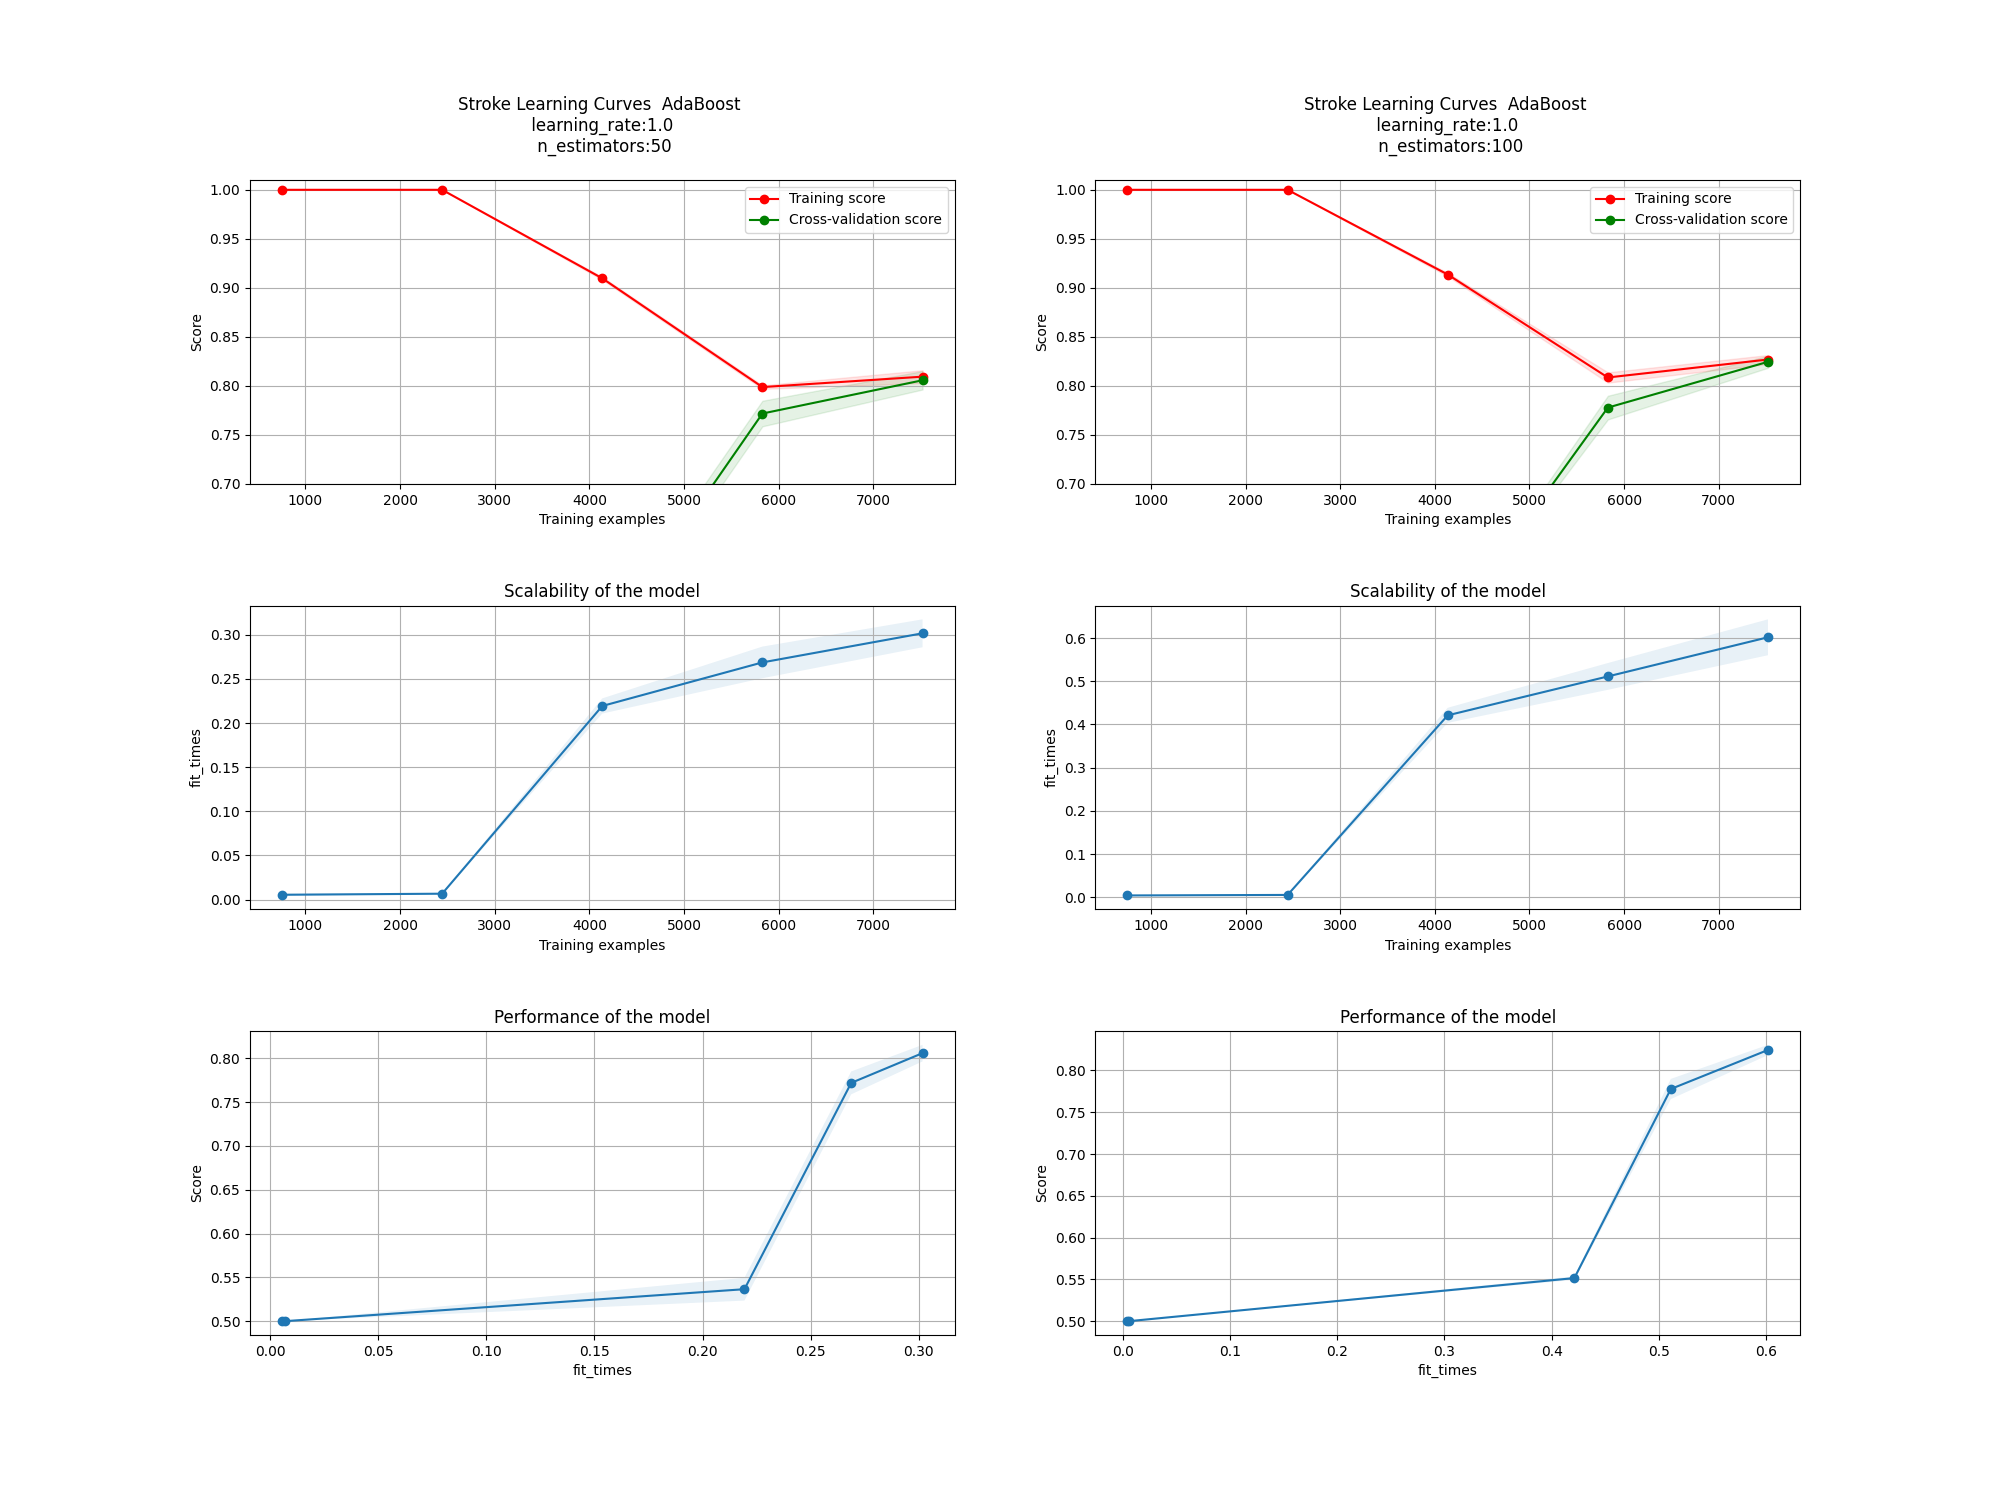 Stroke Learning Curves  AdaBoost
learning_rate:1.0
n_estimators:50
1.00
0.95
0.90
0.85
0.80
0.75
0.70
Score
Training score
Cross-validation score
1000 2000 3000 4000 5000 6000 7000
Training examples
Stroke Learning Curves  AdaBoost
learning_rate:1.0
n_estimators:100
1.00
0.95
0.90
0.85
0.80
0.75
0.70
Score
Training score
Cross-validation score
1000 2000 3000 4000 5000 6000 7000
Training examples
Scalability of the model
0.30
0.25
0.20
0.15
0.10
0.05
0.00
fit_times
1000 2000 3000 4000 5000 6000 7000
Training examples
Scalability of the model
0.6
0.5
0.4
0.3
0.2
0.1
0.0
fit_times
1000 2000 3000 4000 5000 6000 7000
Training examples
Performance of the model
0.80
0.75
0.70
0.65
0.60
0.55
0.50
Score
0.00 0.05 0.10 0.15 0.20 0.25 0.30
fit_times
Performance of the model
0.80
0.75
0.70
0.65
0.60
0.55
0.50
Score
0.0 0.1 0.2 0.3 0.4 0.5 0.6
fit_times